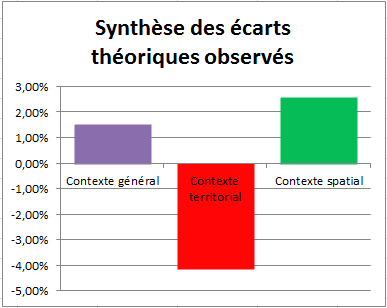 Synthèse des écarts
théoriques observés
3,00%
2,00%
1,00%
0,00%
Contexte général
Contexte
territorial
Contexte spatial
-1,00%
-2,00%
-3,00%
-4,00%
-5,00%